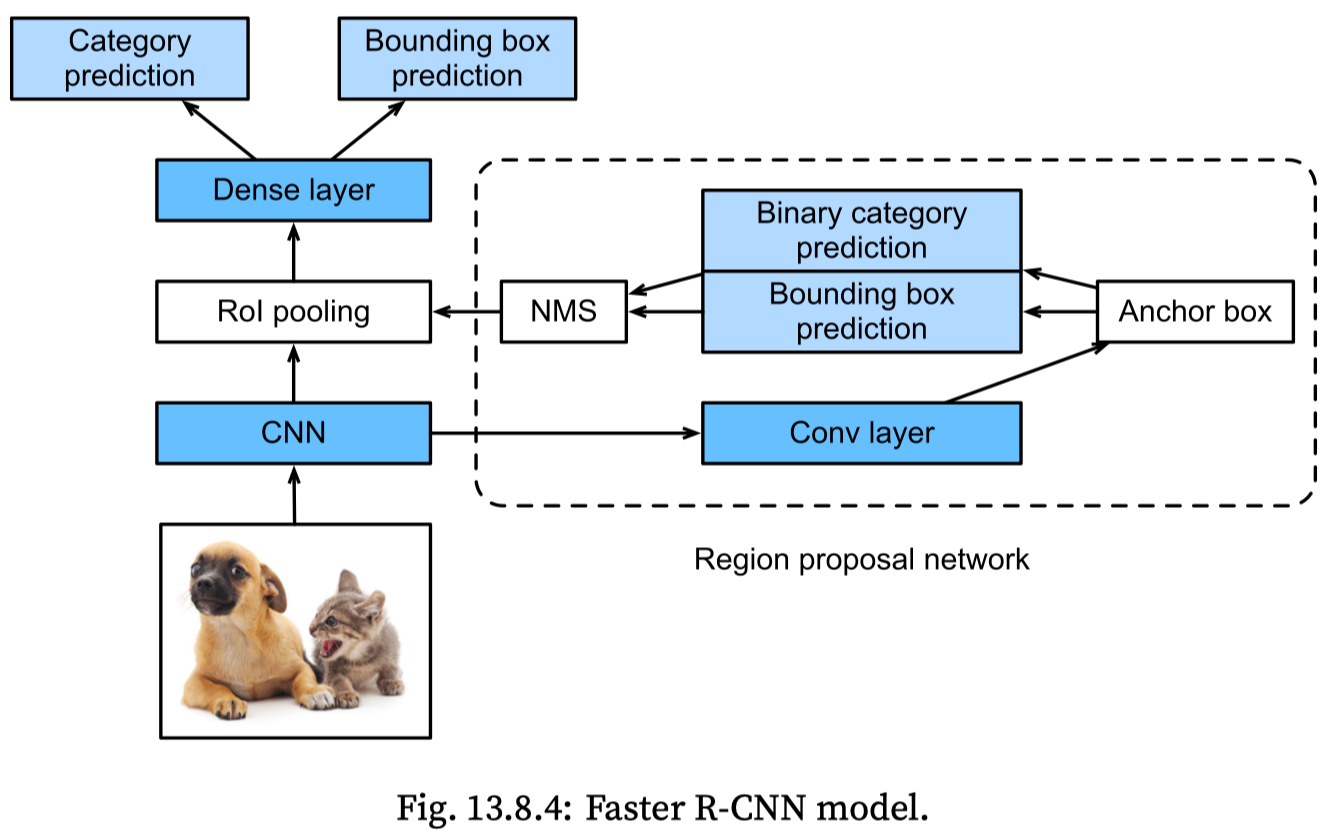 Category
prediction
Bounding box
prediction
Dense layer
Binary category
prediction
RoI pooling
NMS
Bounding box
prediction
Anchor box
CNN
Conv layer
Region proposal network
Fig. 13.8.4: Faster R-CNN model.